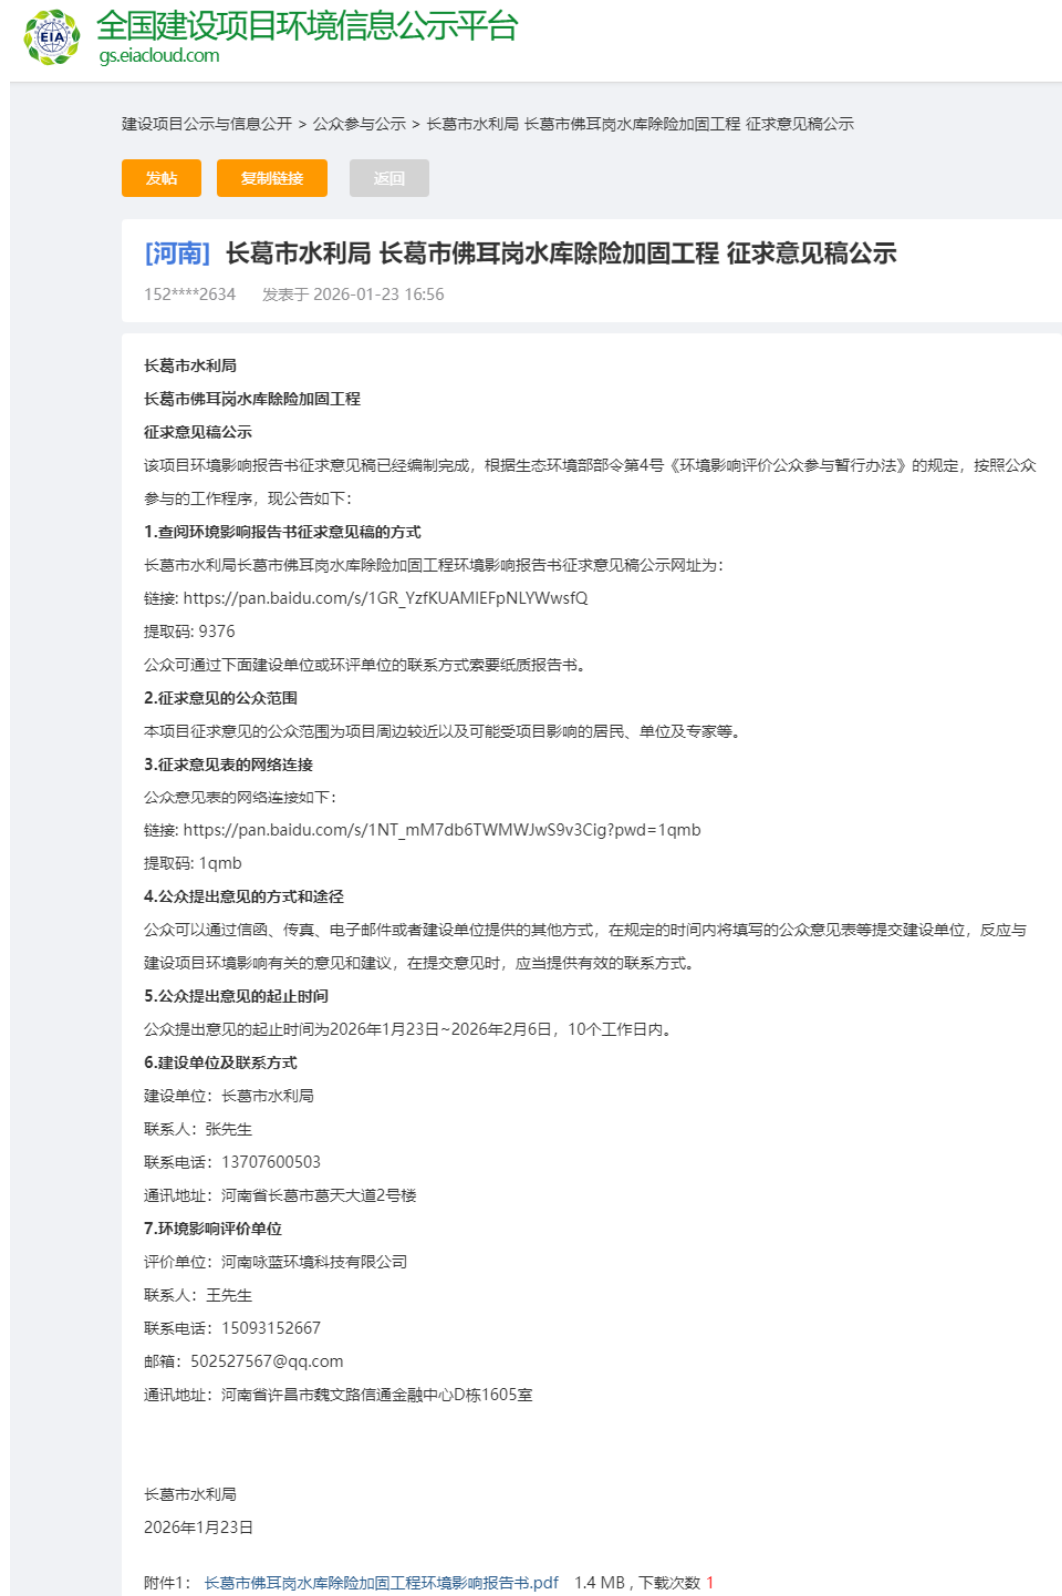 EIA
全国建设项目环境信息公示平台
gs.eiacloud.com
建设项目公示与信息公开 > 公众参与公示 > 长葛市水利局 长葛市佛耳岗水库除险加固工程 征求意见稿公示
发帖 复制链接 返回
[河南] 长葛市水利局 长葛市佛耳岗水库除险加固工程 征求意见稿公示
152****2634 发表于 2026-01-23 16:56
长葛市水利局
长葛市佛耳岗水库除险加固工程
征求意见稿公示
该项目环境影响报告书征求意见稿已经编制完成，根据生态环境部部令第4号《环境影响评价公众参与暂行办法》的规定，按照公众
参与的工作程序，现公告如下：
1.查阅环境影响报告书征求意见稿的方式
长葛市水利局长葛市佛耳岗水库除险加固工程环境影响报告书征求意见稿公示网址为：
链接: https://pan.baidu.com/s/1GR_YzfKUAMIEFpNLYWwsfQ
提取码: 9376
公众可通过下面建设单位或环评单位的联系方式索要纸质报告书。
2.征求意见的公众范围
本项目征求意见的公众范围为项目周边较近以及可能受项目影响的居民、单位及专家等。
3.征求意见表的网络连接
公众意见表的网络连接如下：
链接: https://pan.baidu.com/s/1NT_mM7db6TWMWJwS9v3Cig?pwd=1qmb
提取码: 1qmb
4.公众提出意见的方式和途径
公众可以通过信函、传真、电子邮件或者建设单位提供的其他方式，在规定的时间内将填写的公众意见表等提交建设单位，反应与
建设项目环境影响有关的意见和建议，在提交意见时，应当提供有效的联系方式。
5.公众提出意见的起止时间
公众提出意见的起止时间为2026年1月23日~2026年2月6日，10个工作日内。
6.建设单位及联系方式
建设单位：长葛市水利局
联系人：张先生
联系电话：13707600503
通讯地址：河南省长葛市葛天大道2号楼
7.环境影响评价单位
评价单位：河南咏蓝环境科技有限公司
联系人：王先生
联系电话：15093152667
邮箱：502527567@qq.com
通讯地址：河南省许昌市魏文路信通金融中心D栋1605室
长葛市水利局
2026年1月23日
附件1： 长葛市佛耳岗水库除险加固工程环境影响报告书.pdf 1.4 MB , 下载次数 1